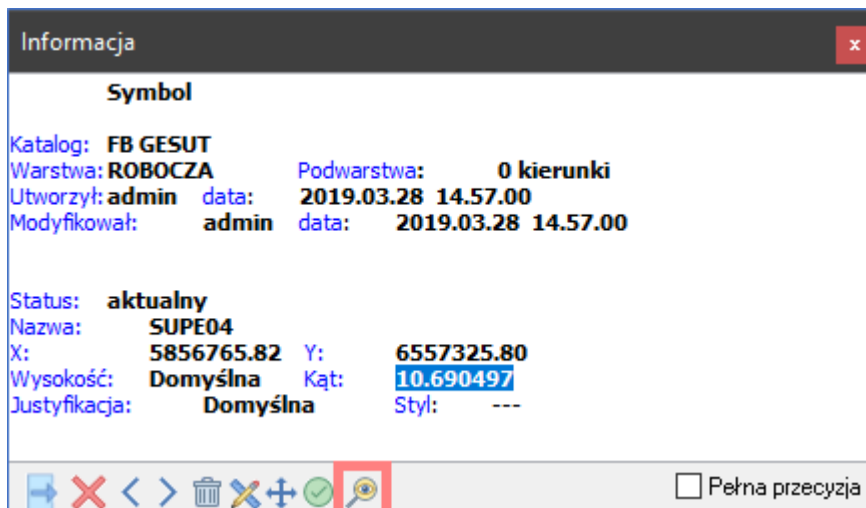 Informacja
x
Symbol
Katalog: FB GESUT
Warstwa: ROBOCZA Podwarstwa: 0 kierunki
Utworzył: admin data: 2019.03.28 14.57.00
Modyfikował: admin data: 2019.03.28 14.57.00
Status: aktualny
Nazwa: SUPE04
X: 5856765.82 Y: 6557325.80
Wysokość: Domyślna Kąt: 10.690497
Justyfikacja: Domyślna Styl: ---
Pełna przecyzja